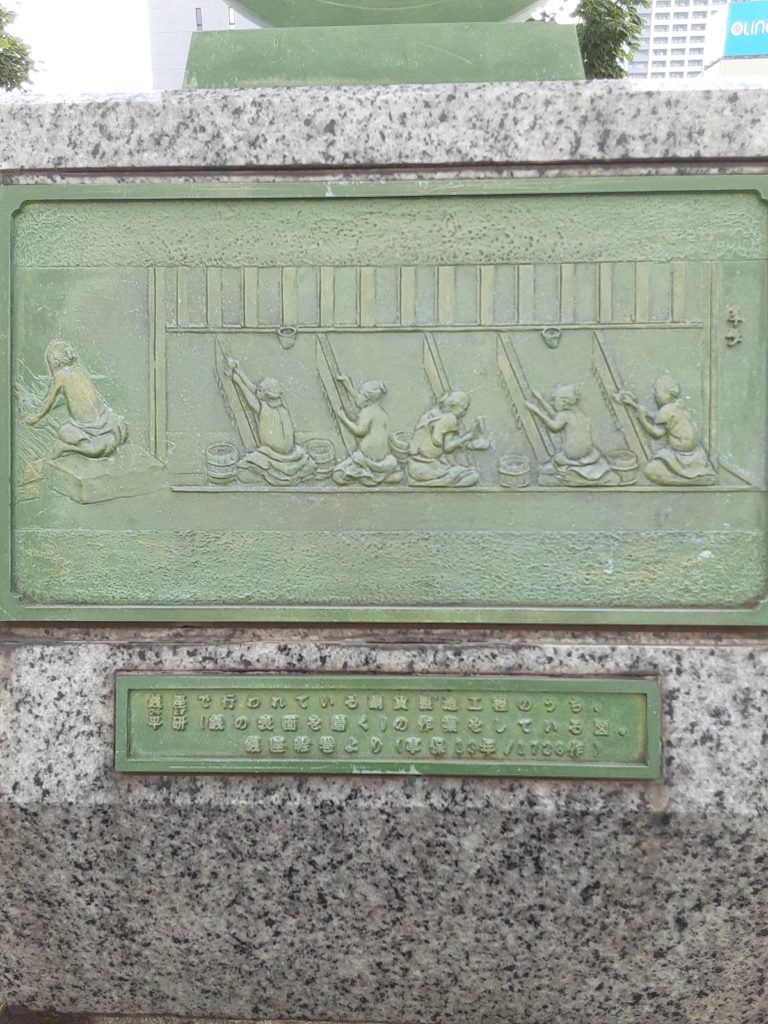 OLINA
銭座で行われている銅貨製造工程のうち、
平研(銭の表面を磨く)の作業をしている図。
銭座絵巻より(享保13年/1728作)